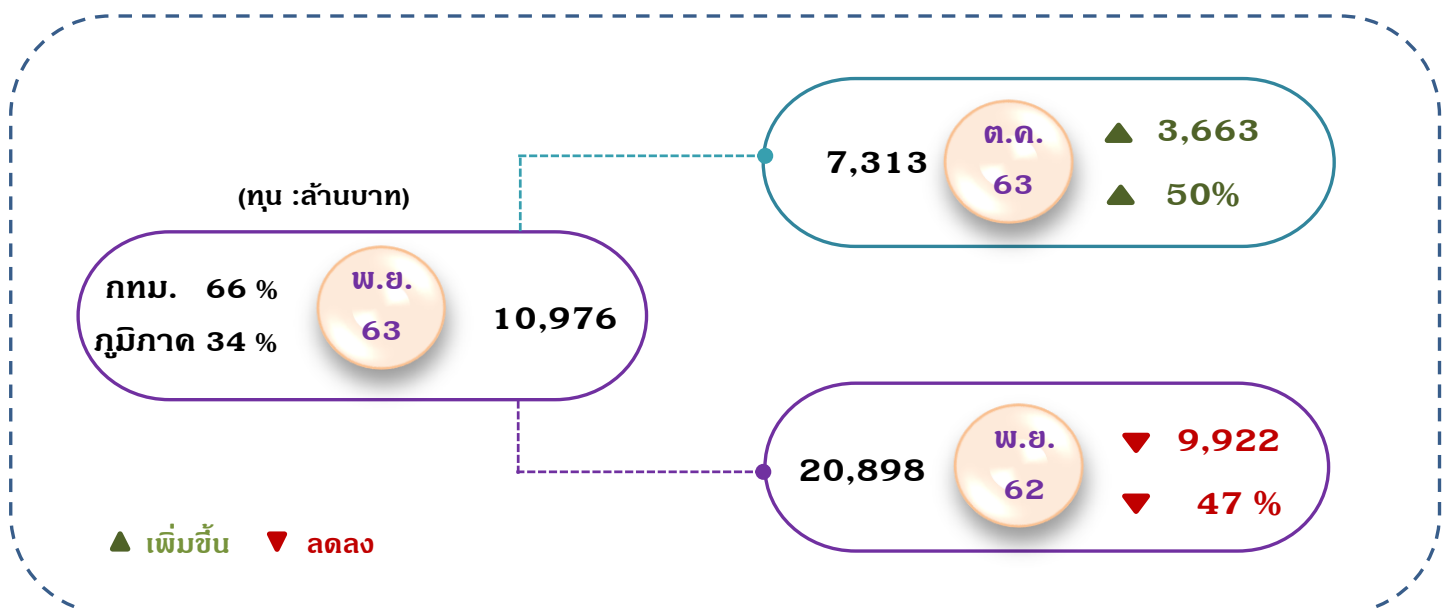 (ทุน :ล้านบาท)
กทม. 66 %
ภูมิภาค 34 %
พ.ย.
63
10,976
7,313
ต.ค.
63
▲ 3,663
▲ 50%
20,898
พ.ย.
62
▼ 9,922
▼ 47 %
▲ เพิ่มขึ้น ▼ ลดลง